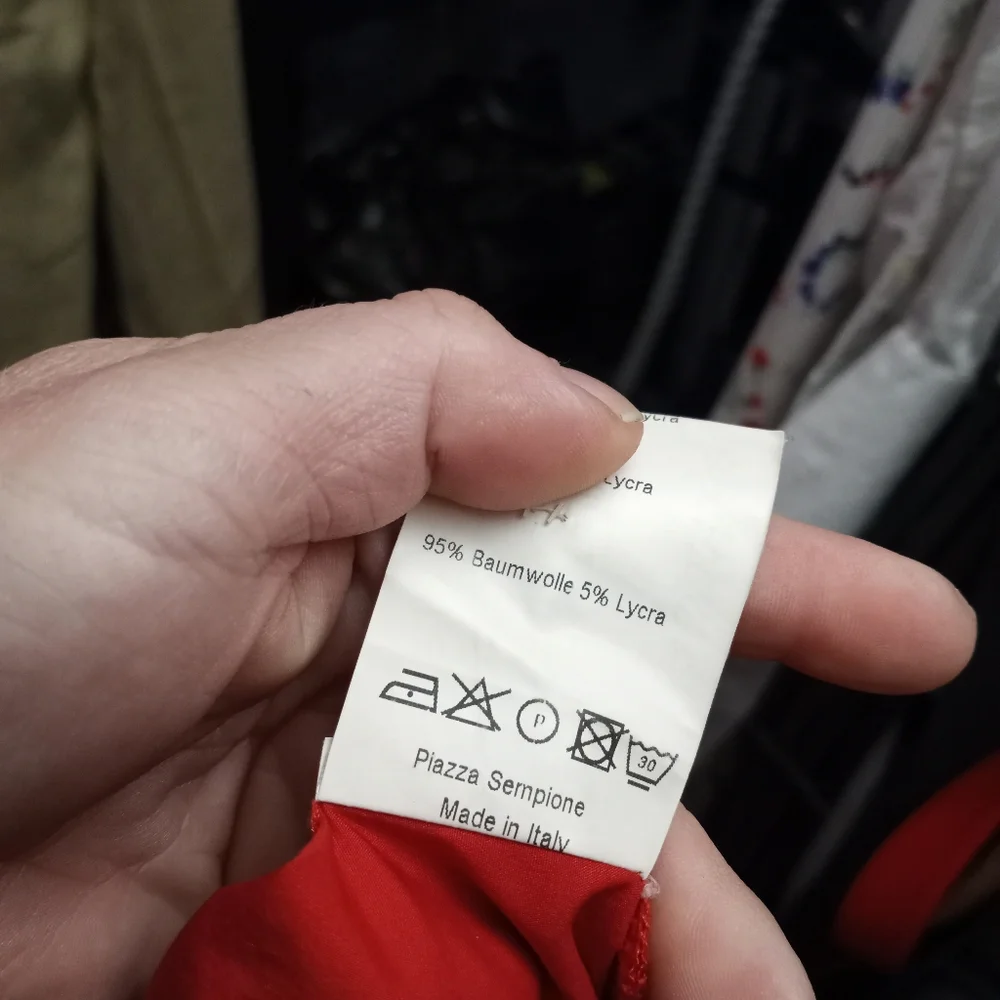 Lycra
Lycra
95% Baumwolle 5% Lycra
P
30
Piazza Sempione
Made in Italy